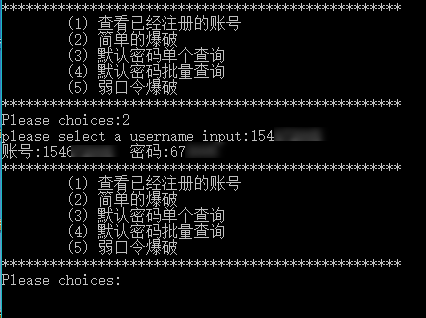 **************************************************
(1) 查看已经注册的账号
(2) 简单的爆破
(3) 默认密码单个查询
(4) 默认密码批量查询
(5) 弱口令爆破
**************************************************
Please choices:2
please select a username input:154
账号:1546 密码:67
**************************************************
(1) 查看已经注册的账号
(2) 简单的爆破
(3) 默认密码单个查询
(4) 默认密码批量查询
(5) 弱口令爆破
**************************************************
Please choices: